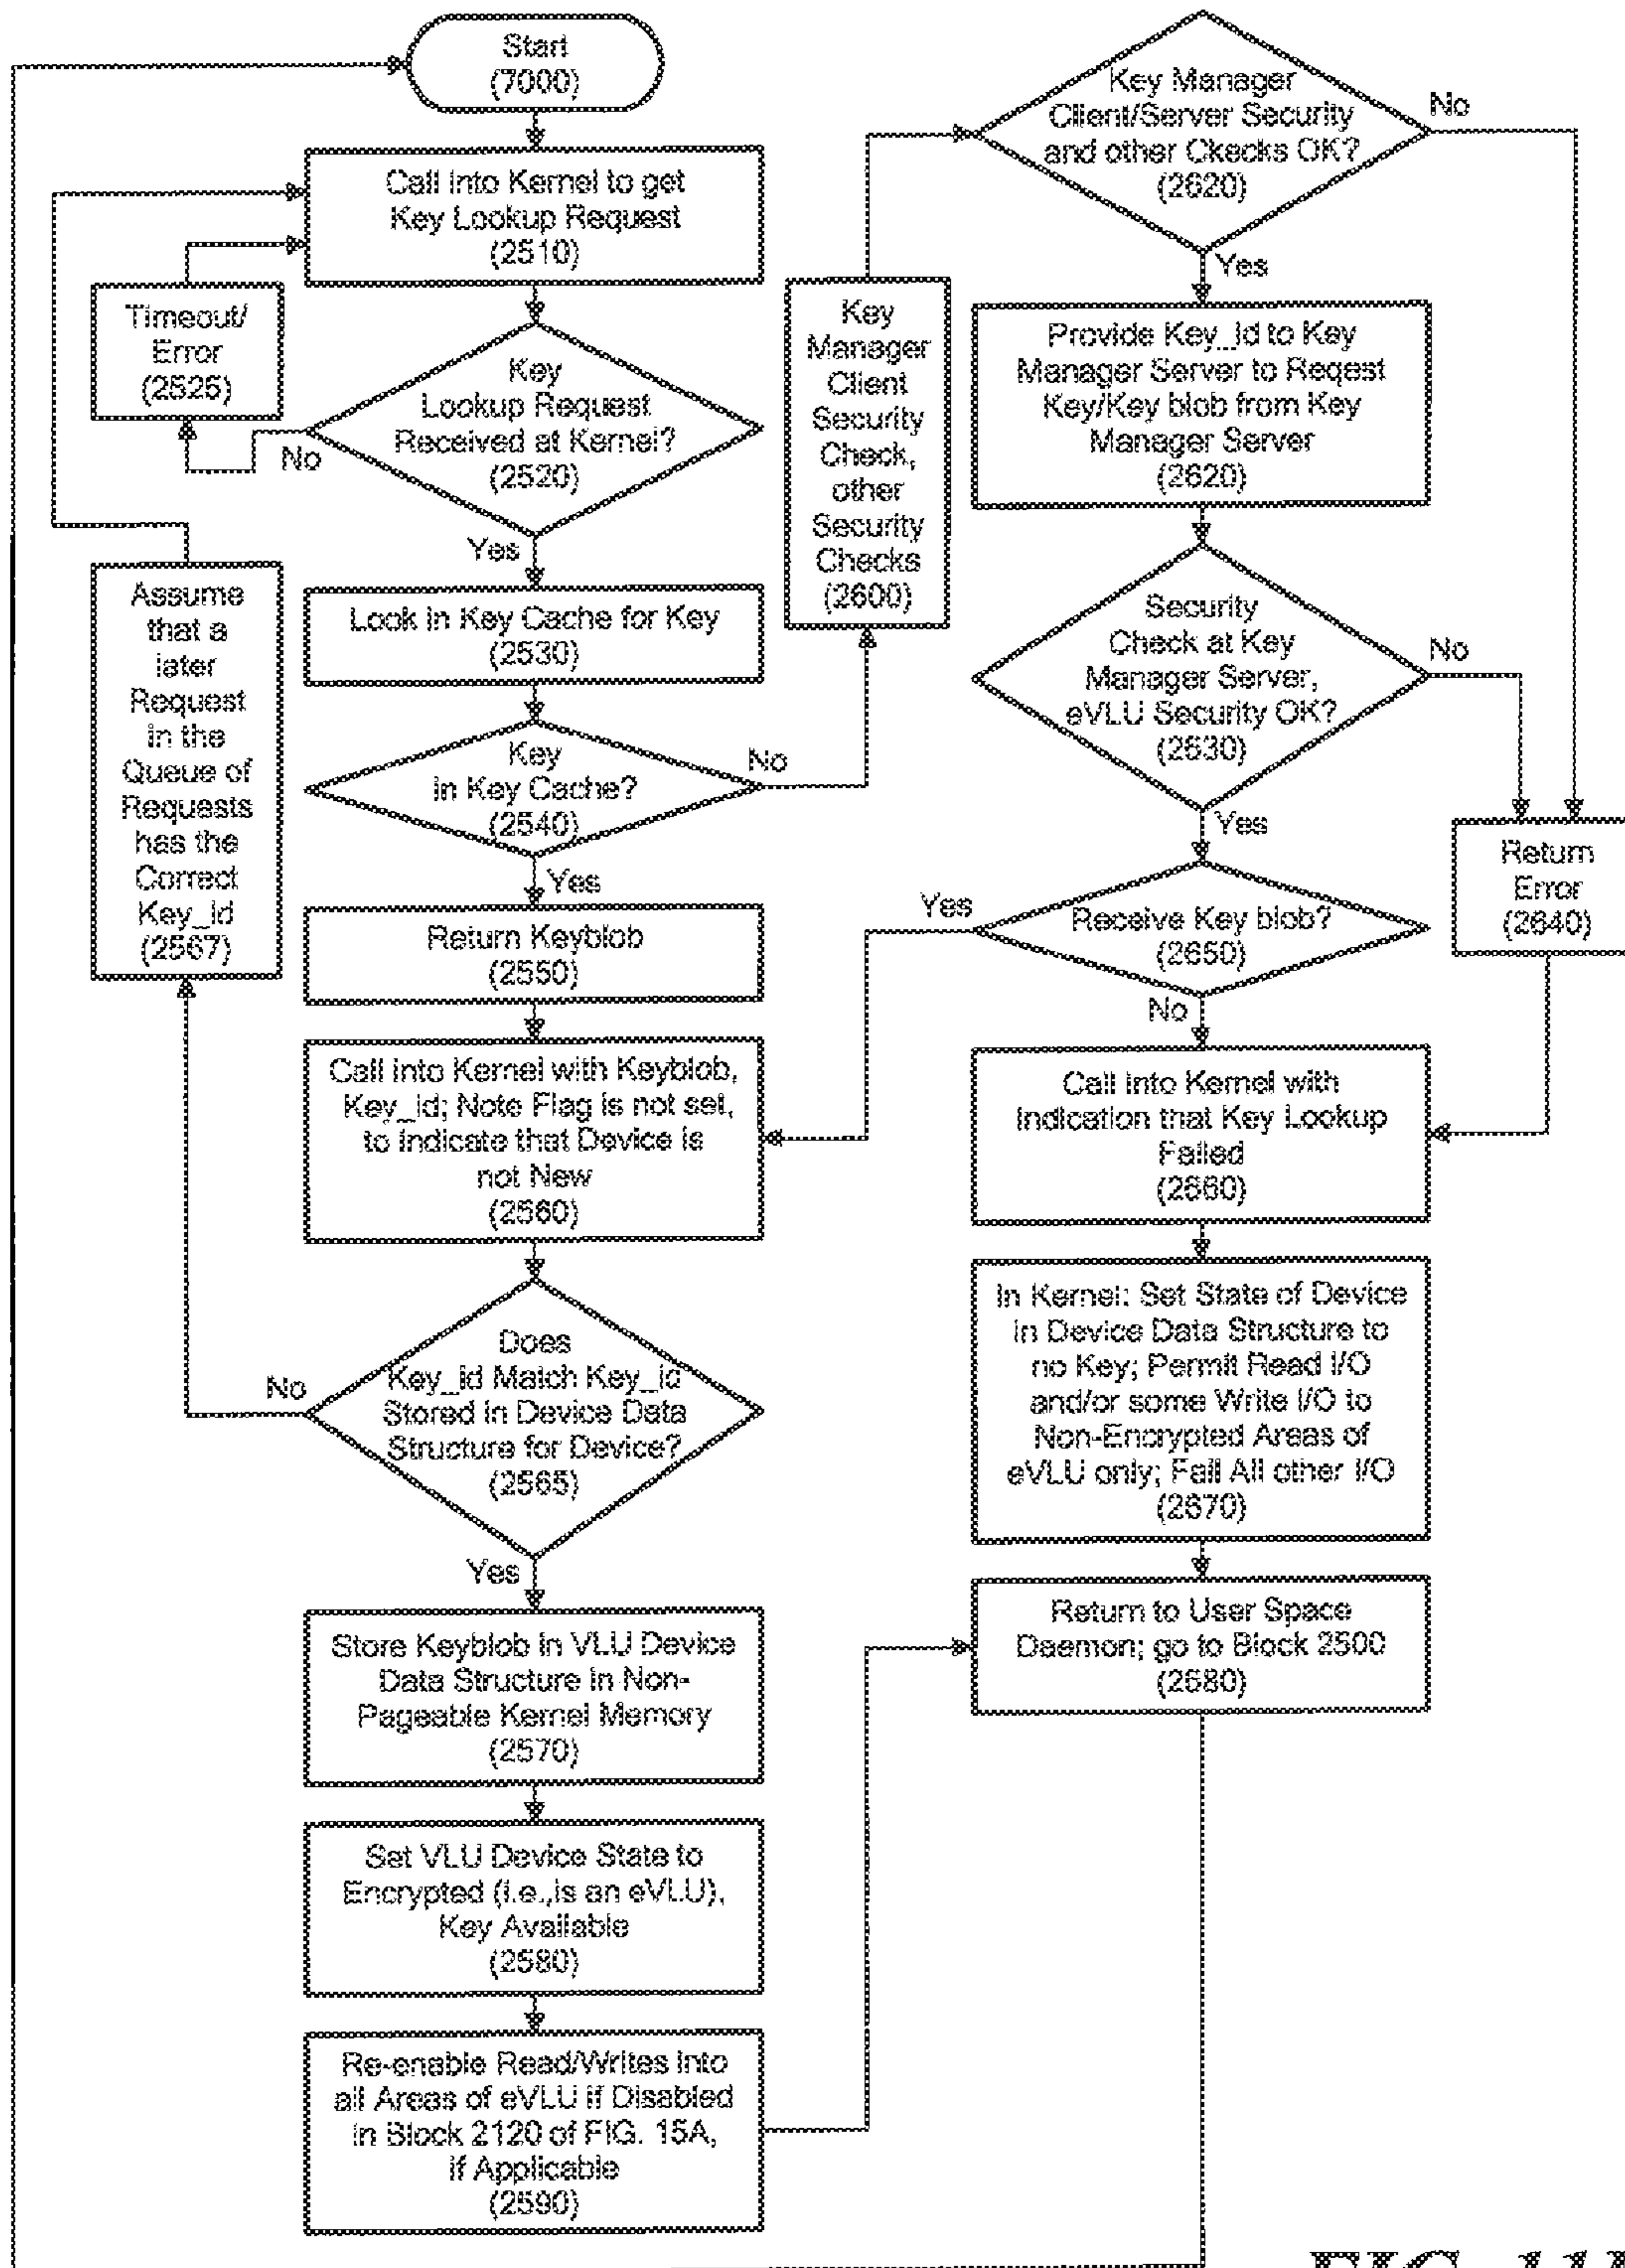 Start
(7000)
Call into Kernel to get
Key Lookup Request
(2510)
Timeout/
Error
(2525)
Key
Lookup Request
Received at Kernel?
(2520)
No
Yes
Assume
that a
later
Request
in the
Queue of
Requests
has the
Correct
Key_id
(2567)
Look in Key Cache for Key
(2530)
Key
in Key Cache?
(2540)
No
Yes
Return Keyblob
(2550)
Call into Kernel with Keyblob,
Key_id; Note Flag is not set,
to indicate that Device is
not New
(2560)
Does
Key_id Match Key_id
Stored in Device Data
Structure for Device?
(2565)
No
Yes
Store Keyblob in VLU Device
Data Structure in Non-
Pageable Kernel Memory
(2570)
Set VLU Device State to
Encrypted (i.e.,is an eVLU),
Key Available
(2580)
Re-enable Read/Writes into
all Areas of eVLU if Disabled
in Block 2120 of FIG. 15A,
if Applicable
(2590)
Key
Manager
Client
Security
Check,
other
Security
Checks
(2600)
Key Manager
Client/Server Security
and other Ckecks OK?
(2620)
No
Yes
Provide Key_id to Key
Manager Server to Reqest
Key/Key blob from Key
Manager Server
(2620)
Security
Check at Key
Manager Server,
eVLU Security OK?
(2630)
No
Yes
Return
Error
(2640)
Receive Key blob?
(2650)
Yes
No
Call into Kernel with
Indication that Key Lookup
Failed
(2660)
In Kernel: Set State of Device
in Device Data Structure to
no Key; Permit Read I/O
and/or some Write I/O to
Non-Encrypted Areas of
eVLU only; Fail All other I/O
(2670)
Return to User Space
Daemon; go to Block 2500
(2680)